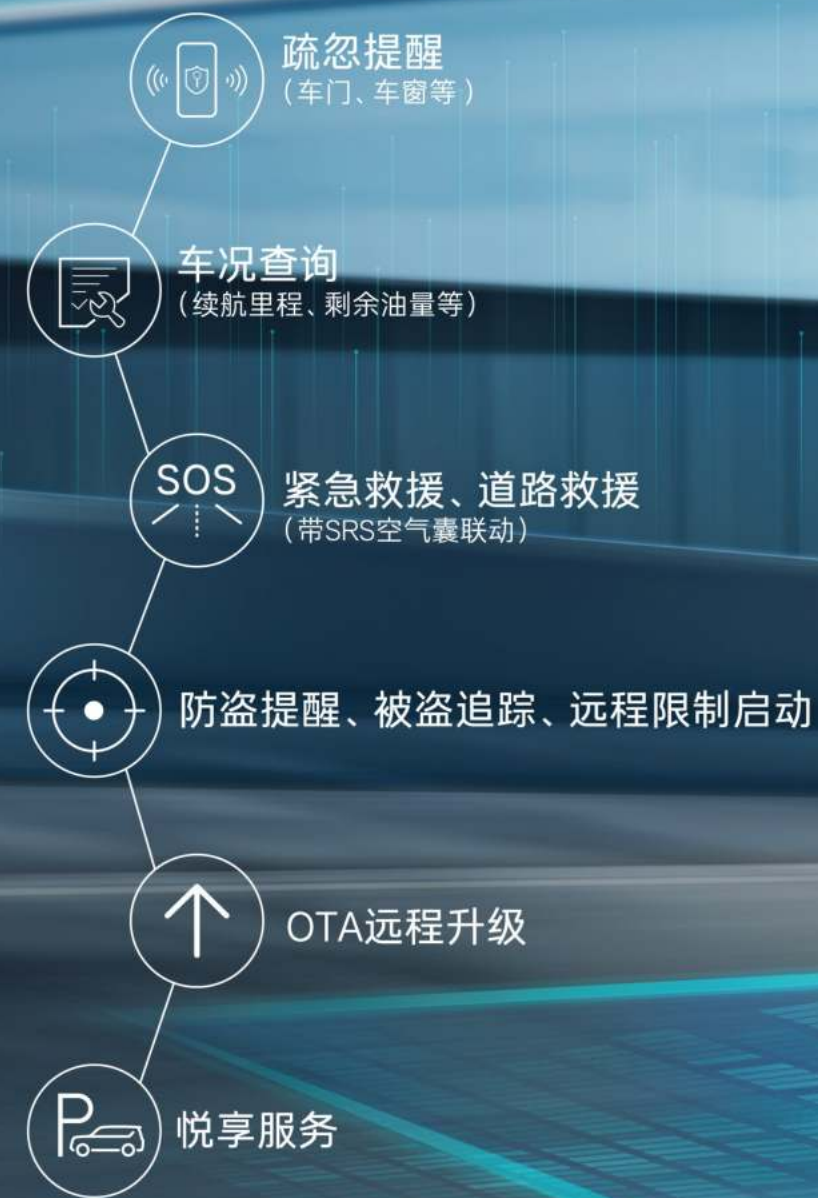 疏忽提醒
（车门、车窗等）
车况查询
（续航里程、剩余油量等）
SOS
紧急救援、道路救援
（带SRS空气囊联动）
防盗提醒、被盗追踪、远程限制启动
OTA远程升级
P
悦享服务